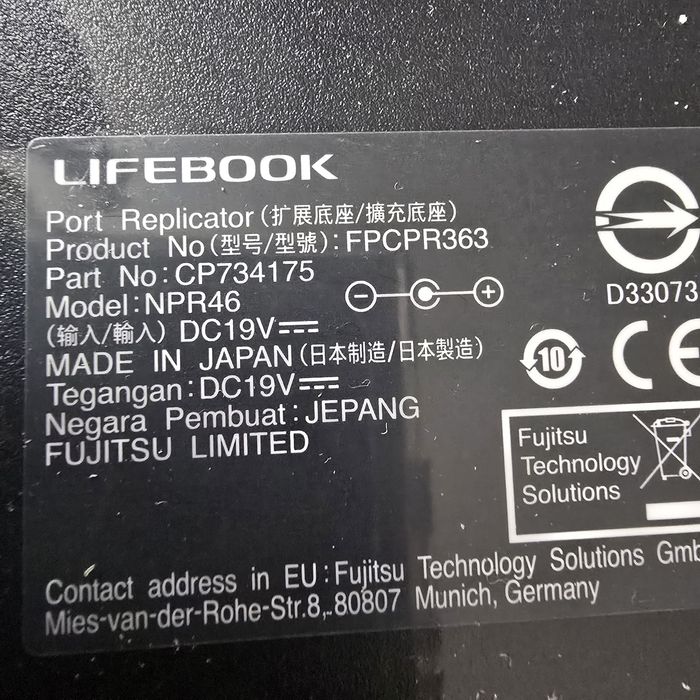 LIFEBOOK
Port Replicator (扩展底座/擴充底座)
Product No (型号/型號) : FPCPR363
Part No : CP734175
Model : NPR46
(输入/輸入) DC19V
MADE IN JAPAN (日本制造/日本製造)
Tegangan : DC19V
Negara Pembuat : JEPANG
FUJITSU LIMITED
D33073
10
CE
Fujitsu
Technology
Solutions
Contact address in EU : Fujitsu Technology Solutions Gmb
Mies-van-der-Rohe-Str.8, 80807 Munich, Germany